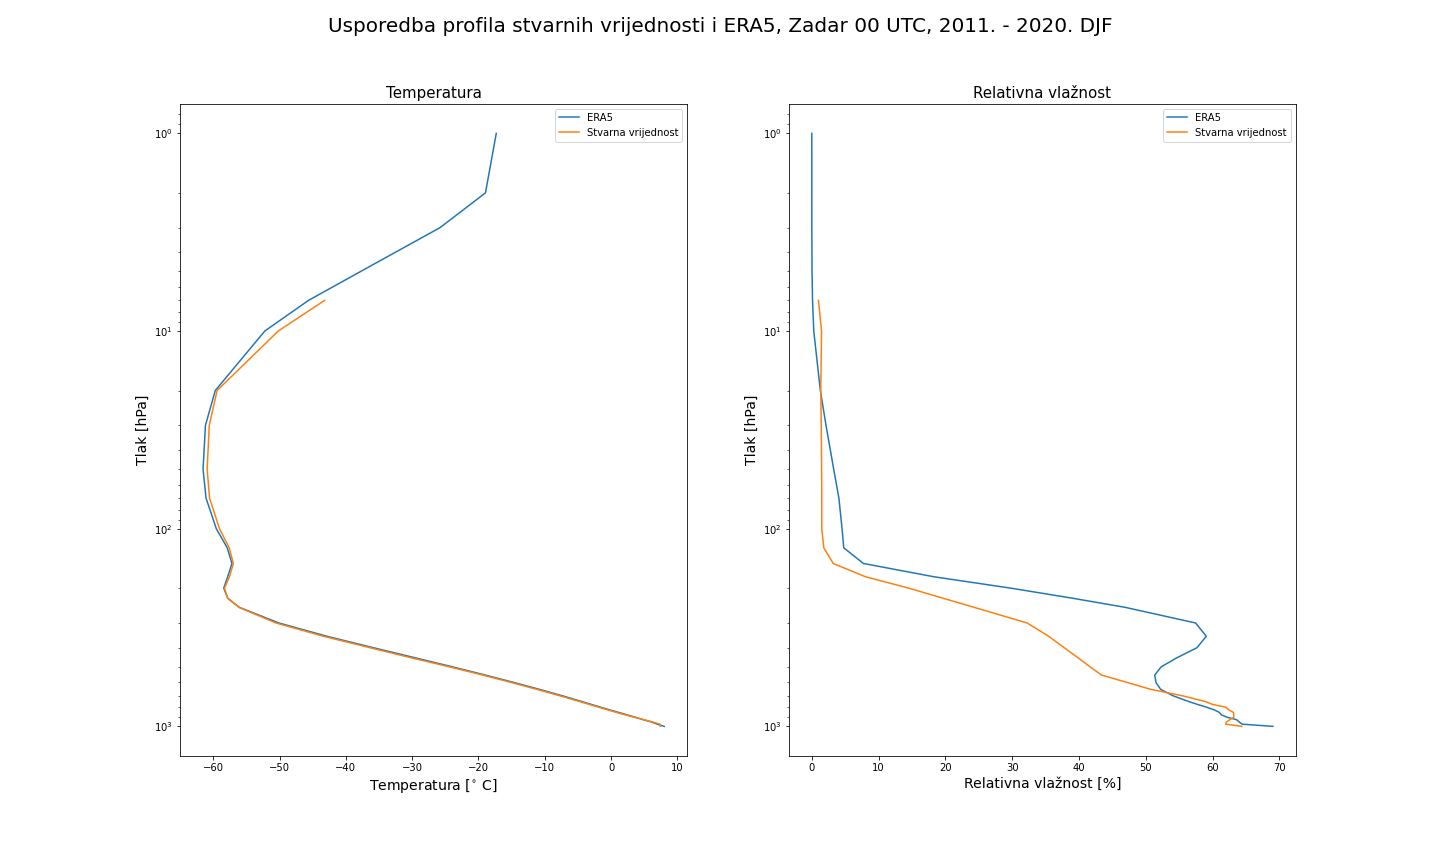 Usporedba profila stvarnih vrijednosti i ERA5, Zadar 00 UTC, 2011. - 2020. DJF
Temperatura
ERA5
Stvarna vrijednost
10⁰
10¹
10²
10³
Tlak [hPa]
−60 −50 −40 −30 −20 −10 0 10
Temperatura [° C]
Relativna vlažnost
ERA5
Stvarna vrijednost
10⁰
10¹
10²
10³
Tlak [hPa]
0 10 20 30 40 50 60 70
Relativna vlažnost [%]